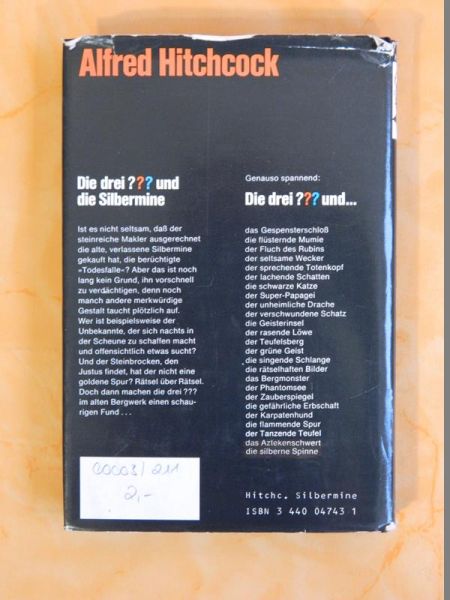 Alfred Hitchcock
Die drei ??? und
die Silbermine
Ist es nicht seltsam, daß der
steinreiche Makler ausgerechnet
die alte, verlassene Silbermine
gekauft hat, die berüchtigte
»Todesfalle«? Aber das ist noch
lang kein Grund, ihn vorschnell
zu verdächtigen, denn noch
manch andere merkwürdige
Gestalt taucht plötzlich auf.
Wer ist beispielsweise der
Unbekannte, der sich nachts in
der Scheune zu schaffen macht
und offensichtlich etwas sucht?
Und der Steinbrocken, den
Justus findet, hat der nicht eine
goldene Spur? Rätsel über Rätsel.
Doch dann machen die drei ???
im alten Bergwerk einen schau-
rigen Fund . . .
00003/211
2,-
Genauso spannend:
Die drei ??? und...
das Gespensterschloß
die flüsternde Mumie
der Fluch des Rubins
der seltsame Wecker
der sprechende Totenkopf
der lachende Schatten
die schwarze Katze
der Super-Papagei
der unheimliche Drache
der verschwundene Schatz
die Geisterinsel
der rasende Löwe
der Teufelsberg
der grüne Geist
die singende Schlange
die rätselhaften Bilder
das Bergmonster
der Phantomsee
der Zauberspiegel
die gefährliche Erbschaft
der Karpatenhund
die flammende Spur
der Tanzende Teufel
das Aztekenschwert
die silberne Spinne
Hitchc. Silbermine
ISBN 3 440 04743 1